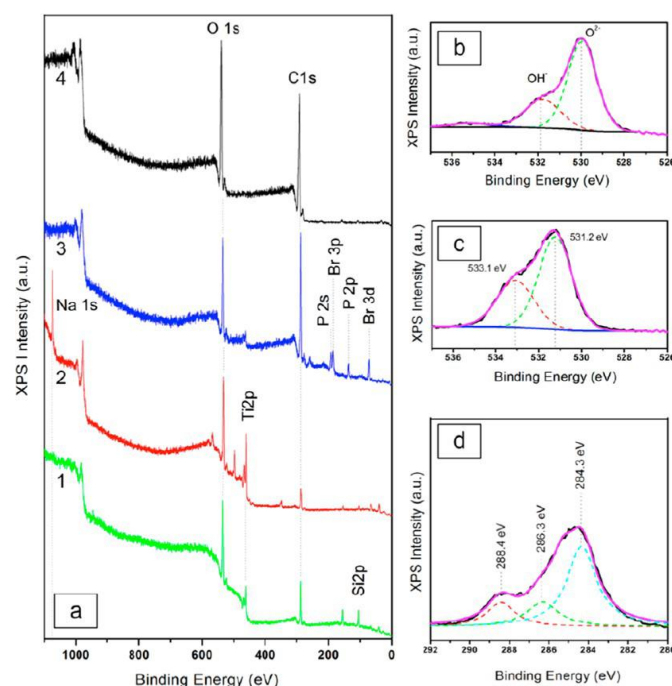 O 1s
C1s
4
3
Na 1s
P 2s
Br 3p
P 2p
Br 3d
2
Ti2p
1
Si2p
a
XPS I ntensity (a.u.)
1000 800 600 400 200 0
Binding Energy (eV)
b
O²⁻
OH⁻
XPS Intensity (a.u.)
536 534 532 530 528 526
Binding Energy (eV)
c
531.2 eV
533.1 eV
XPS Intensity (a.u.)
536 534 532 530 528 526
Binding Energy (eV)
d
288.4 eV
286.3 eV
284.3 eV
XPS Intensity (a.u.)
292 290 288 286 284 282 280
Binding Energy (eV)